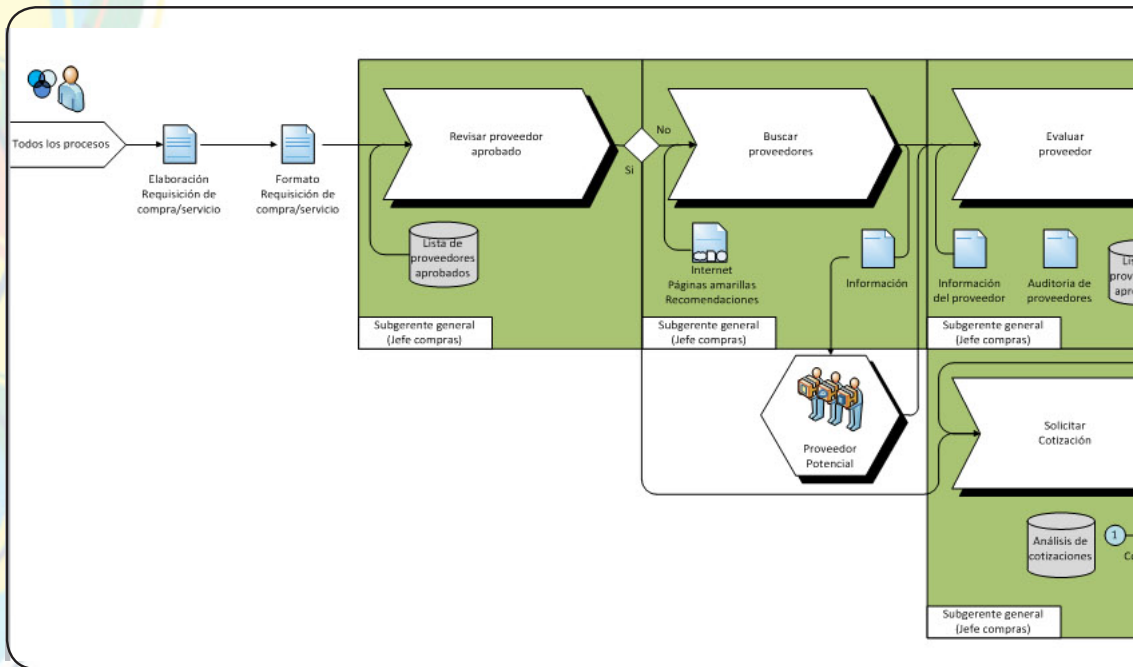 Todos los procesos
Elaboración
Requisición de
compra/servicio
Formato
Requisición de
compra/servicio
Revisar proveedor
aprobado
Lista de
proveedores
aprobados
Subgerente general
(Jefe compras)
No
Si
Buscar
proveedores
Internet
Páginas amarillas
Recomendaciones
Información
Subgerente general
(Jefe compras)
Proveedor
Potencial
Evaluar
proveedor
Información
del proveedor
Auditoria de
proveedores
Subgerente general
(Jefe compras)
Solicitar
Cotización
Análisis de
cotizaciones
1
Subgerente general
(Jefe compras)